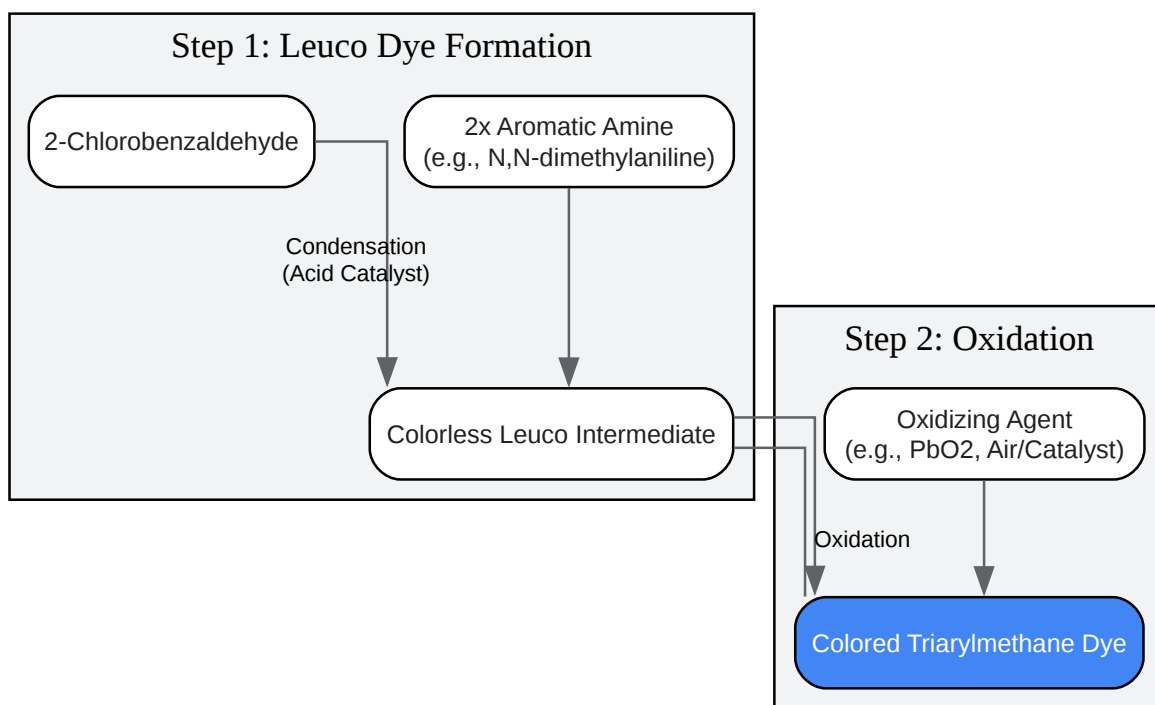 Step 1: Leuco Dye Formation
2-Chlorobenzaldehyde
2x Aromatic Amine
(e.g., N,N-dimethylaniline)
Condensation
(Acid Catalyst)
Colorless Leuco Intermediate
Step 2: Oxidation
Oxidizing Agent
(e.g., PbO2, Air/Catalyst)
Oxidation
Colored Triarylmethane Dye